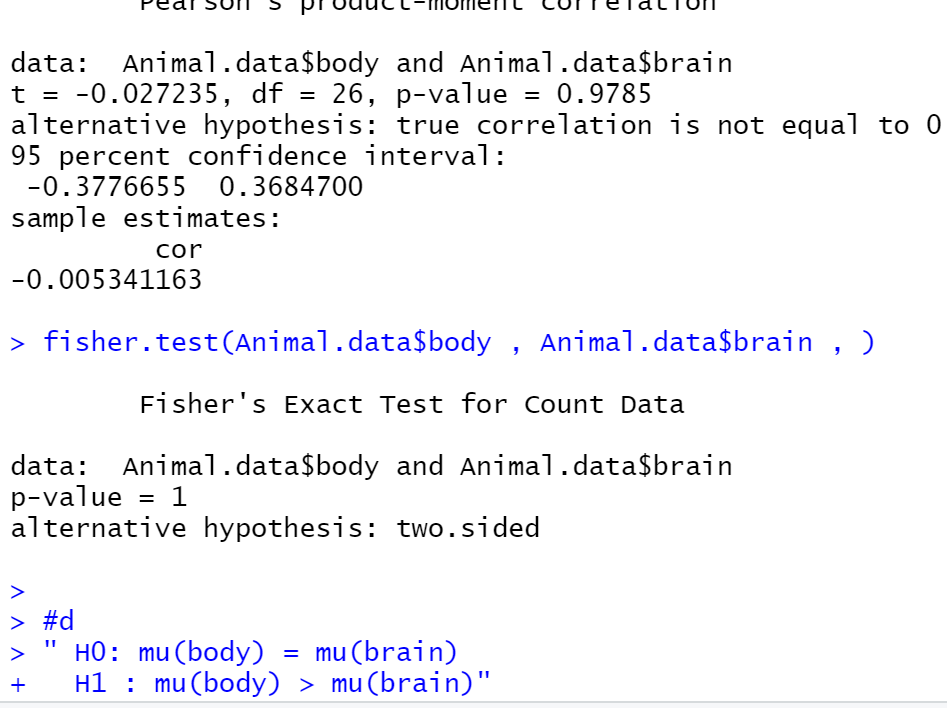 Pearson's product-moment correlation
data:  Animal.data$body and Animal.data$brain
t = -0.027235, df = 26, p-value = 0.9785
alternative hypothesis: true correlation is not equal to 0
95 percent confidence interval:
 -0.3776655  0.3684700
sample estimates:
         cor
-0.005341163
> fisher.test(Animal.data$body , Animal.data$brain , )
        Fisher's Exact Test for Count Data
data:  Animal.data$body and Animal.data$brain
p-value = 1
alternative hypothesis: two.sided
>
> #d
> " H0: mu(body) = mu(brain)
+   H1 : mu(body) > mu(brain)"